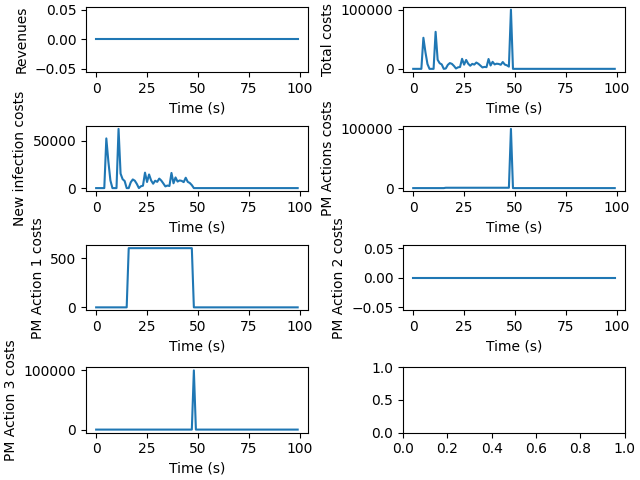 Revenues
0.05
0.00
−0.05
0 25 50 75 100
Time (s)
Total costs
100000
0
0 25 50 75 100
Time (s)
New infection costs
50000
0
0 25 50 75 100
Time (s)
PM Actions costs
100000
0
0 25 50 75 100
Time (s)
PM Action 1 costs
500
0
0 25 50 75 100
Time (s)
PM Action 2 costs
0.05
0.00
−0.05
0 25 50 75 100
Time (s)
PM Action 3 costs
100000
0
0 25 50 75 100
Time (s)
1.0
0.5
0.0
0.0 0.2 0.4 0.6 0.8 1.0